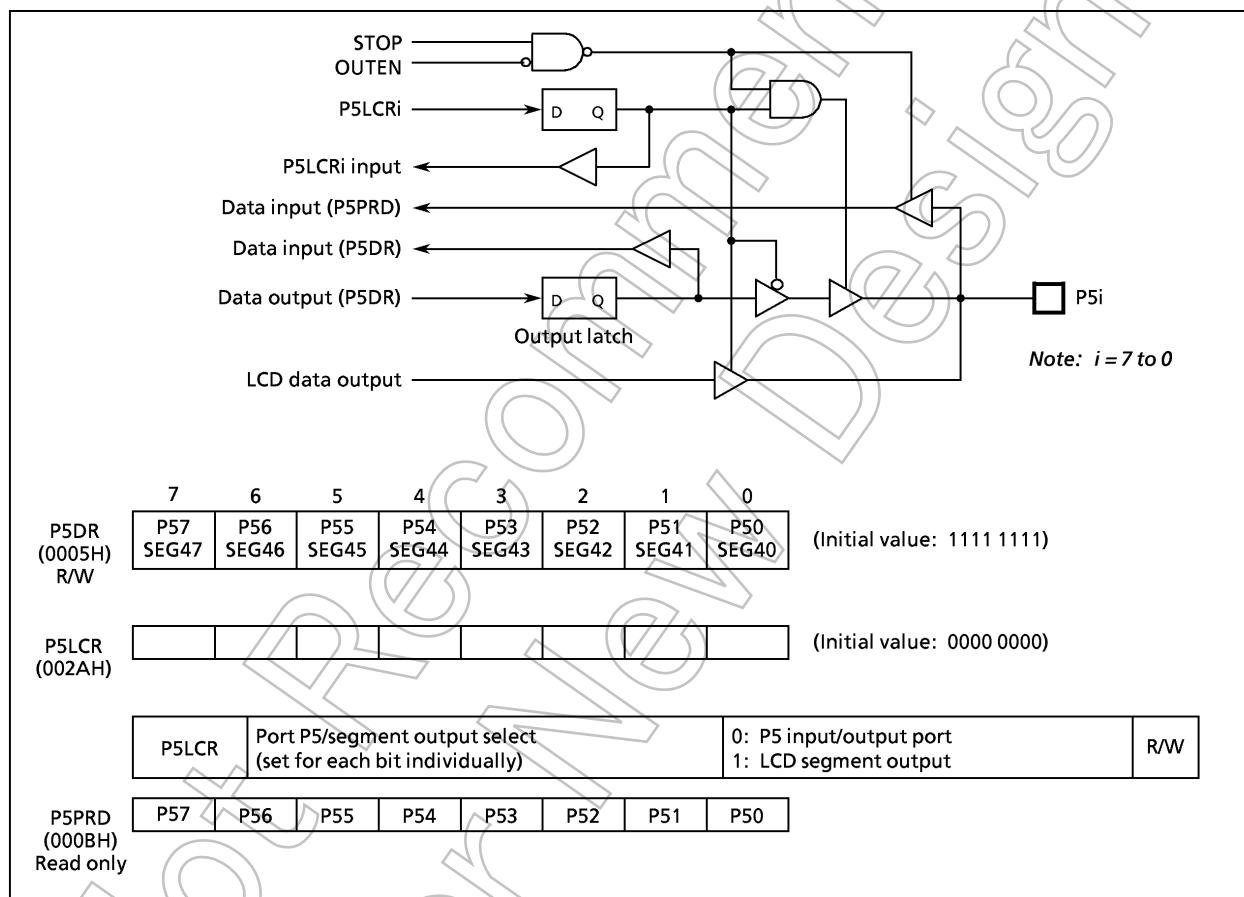 STOP
OUTEN
P5LCRi
D Q
P5LCRi input
Data input (P5PRD)
Data input (P5DR)
Data output (P5DR)
D Q
P5i
Output latch
Note: i = 7 to 0
LCD data output
7 6 5 4 3 2 1 0
P5DR
(0005H)
R/W
P57 P56 P55 P54 P53 P52 P51 P50
SEG47 SEG46 SEG45 SEG44 SEG43 SEG42 SEG41 SEG40
(Initial value: 1111 1111)
P5LCR
(002AH)
(Initial value: 0000 0000)
P5LCR
Port P5/segment output select
(set for each bit individually)
0: P5 input/output port
1: LCD segment output
R/W
P5PRD
(000BH)
Read only
P57 P56 P55 P54 P53 P52 P51 P50